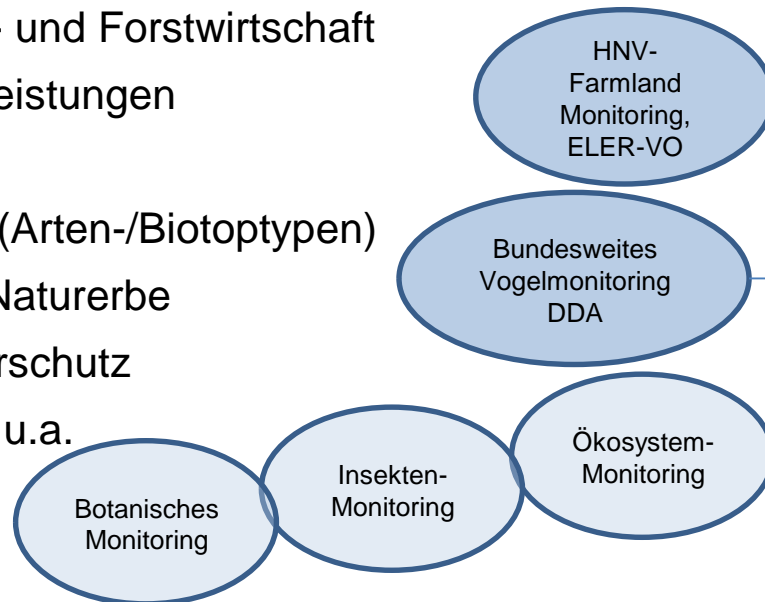 - und Forstwirtschaft
eistungen
(Arten-/Biotoptypen)
Naturerbe
rschutz
u.a.
HNV-
Farmland
Monitoring,
ELER-VO
Bundesweites
Vogelmonitoring
DDA
Ökosystem-
Monitoring
Insekten-
Monitoring
Botanisches
Monitoring